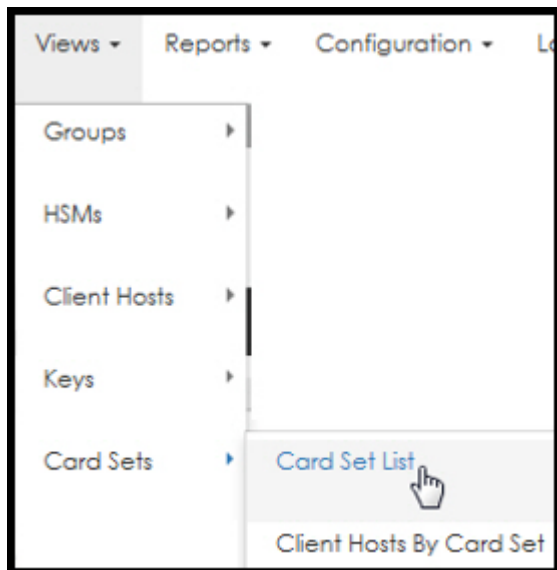 Views Reports Configuration
Groups
HSMs
Client Hosts
Keys
Card Sets Card Set List
Client Hosts By Card Set